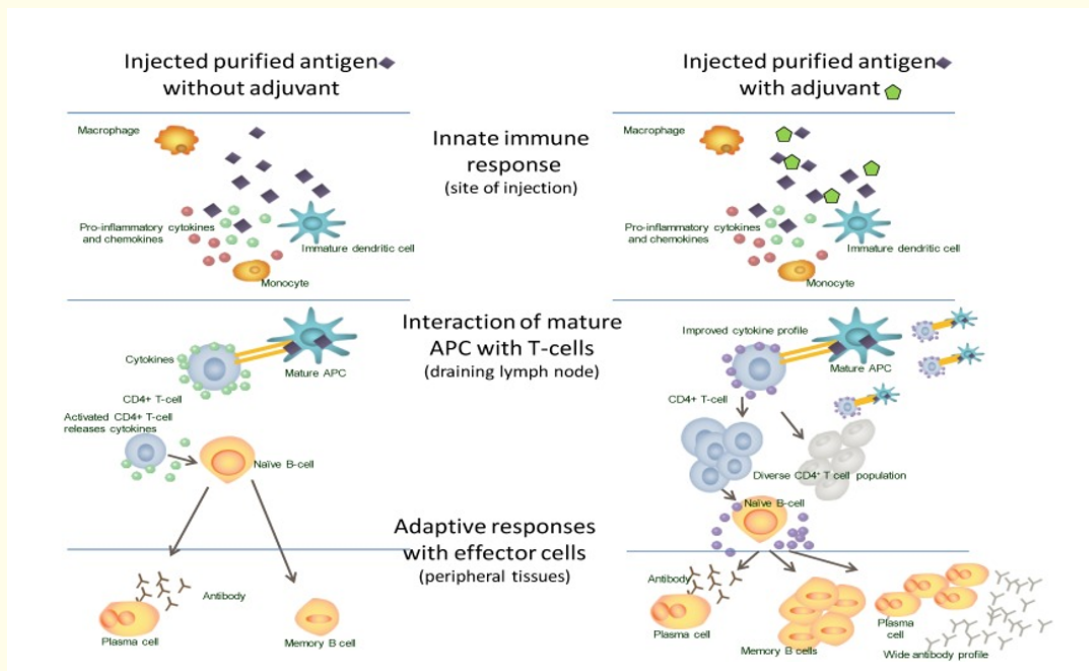 Injected purified antigen
without adjuvant
Injected purified antigen
with adjuvant
Macrophage
Pro-inflammatory cytokines
and chemokines
Immature dendritic cell
Monocyte
Innate immune
response
(site of injection)
Macrophage
Pro-inflammatory cytokines
and chemokines
Immature dendritic cell
Monocyte
Cytokines
Mature APC
CD4+ T-cell
Activated CD4+ T-cell
releases cytokines
Naïve B-cell
Interaction of mature
APC with T-cells
(draining lymph node)
Improved cytokine profile
Mature APC
CD4+ T-cell
Diverse CD4+ T cell population
Naïve B-cell
Adaptive responses
with effector cells
(peripheral tissues)
Antibody
Plasma cell
Memory B cell
Antibody
Plasma cell
Memory B cells
Plasma
cell
Wide antibody profile